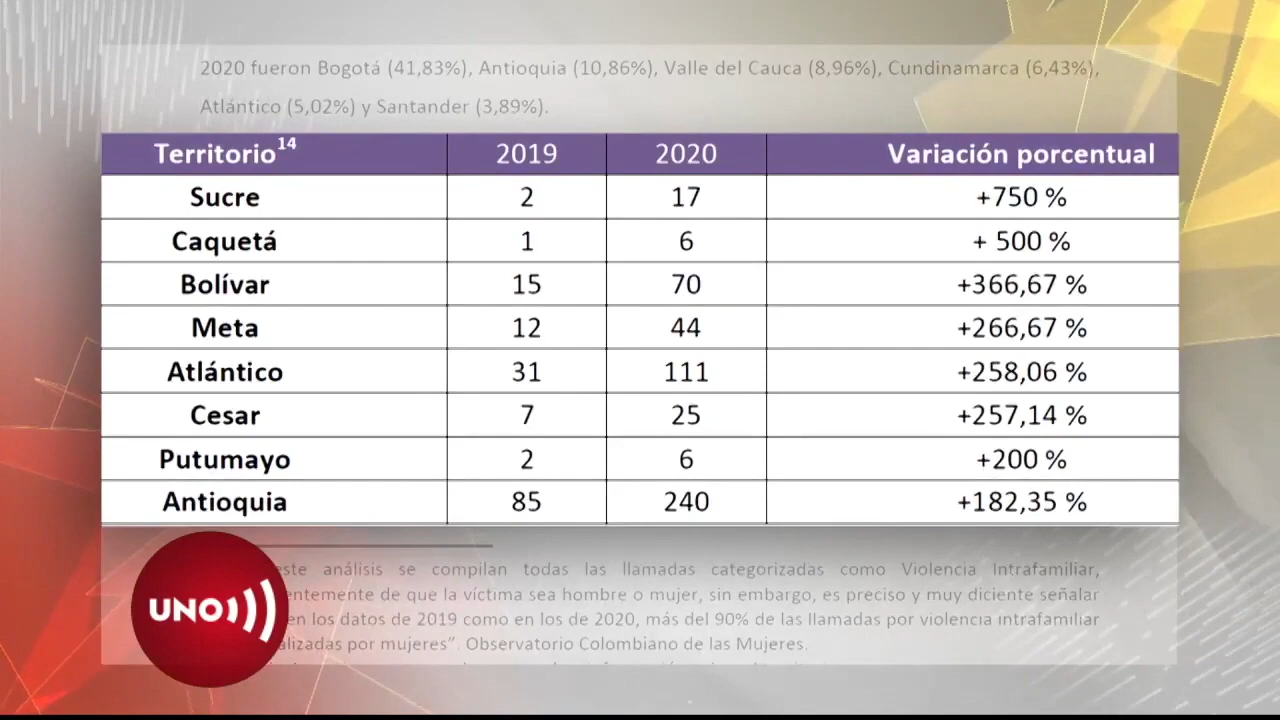 2020 fueron Bogotá (41,83%), Antioquia (10,86%), Valle del Cauca (8,96%), Cundinamarca (6,43%),
Atlántico (5,02%) y Santander (3,89%).
Territorio14 2019 2020 Variación porcentual
Sucre 2 17 +750 %
Caquetá 1 6 + 500 %
Bolívar 15 70 +366,67 %
Meta 12 44 +266,67 %
Atlántico 31 111 +258,06 %
Cesar 7 25 +257,14 %
Putumayo 2 6 +200 %
Antioquia 85 240 +182,35 %
este análisis se compilan todas las llamadas categorizadas como Violencia Intrafamiliar,
entemente de que la víctima sea hombre o mujer, sin embargo, es preciso y muy diciente señalar
en los datos de 2019 como en los de 2020, más del 90% de las llamadas por violencia intrafamiliar
alizadas por mujeres”. Observatorio Colombiano de las Mujeres.
UNO